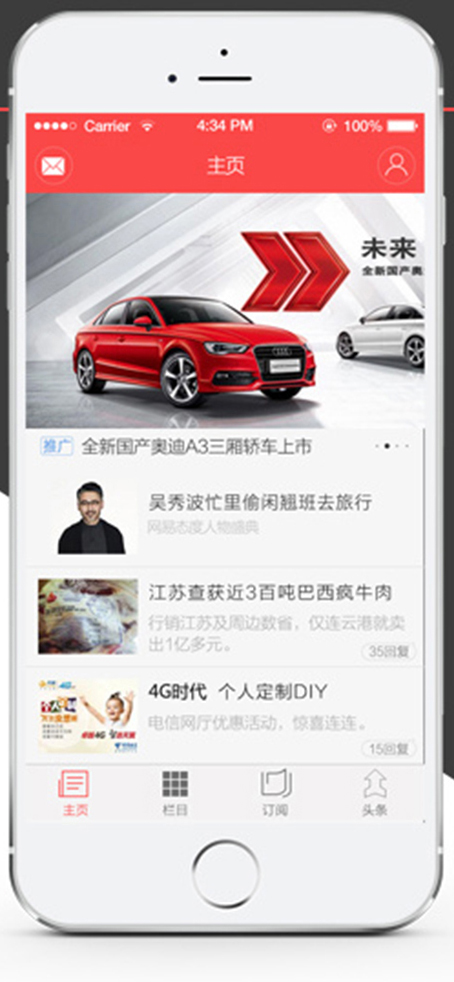 Carrier 4:34 PM 100%
主页
未来
全新国产奥
推广 全新国产奥迪A3三厢轿车上市
吴秀波忙里偷闲翘班去旅行
网易态度人物盛典
江苏查获近3百吨巴西疯牛肉
行销江苏及周边数省，仅连云港就卖
出1亿多元。
35回复
4G时代 个人定制DIY
电信网厅优惠活动，惊喜连连。
15回复
主页 栏目 订阅 头条